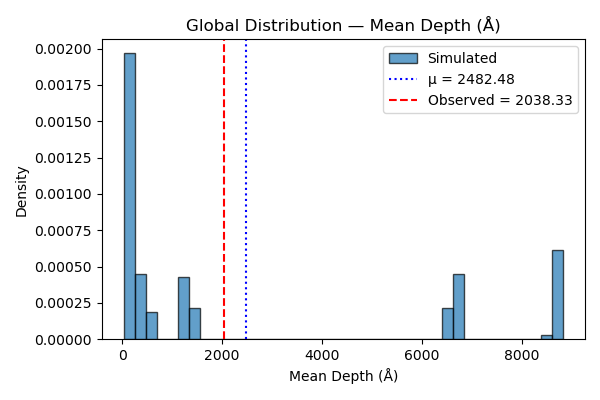 Global Distribution — Mean Depth (Å)
Simulated
μ = 2482.48
Observed = 2038.33
Density
0.00200
0.00175
0.00150
0.00125
0.00100
0.00075
0.00050
0.00025
0.00000
0
2000
4000
6000
8000
Mean Depth (Å)